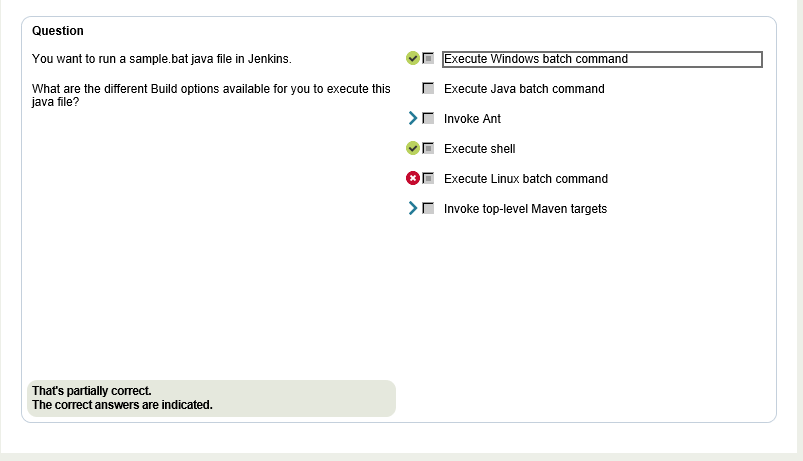 Question
You want to run a sample.bat java file in Jenkins.
What are the different Build options available for you to execute this
java file?
Execute Windows batch command
Execute Java batch command
Invoke Ant
Execute shell
Execute Linux batch command
Invoke top-level Maven targets
That's partially correct.
The correct answers are indicated.